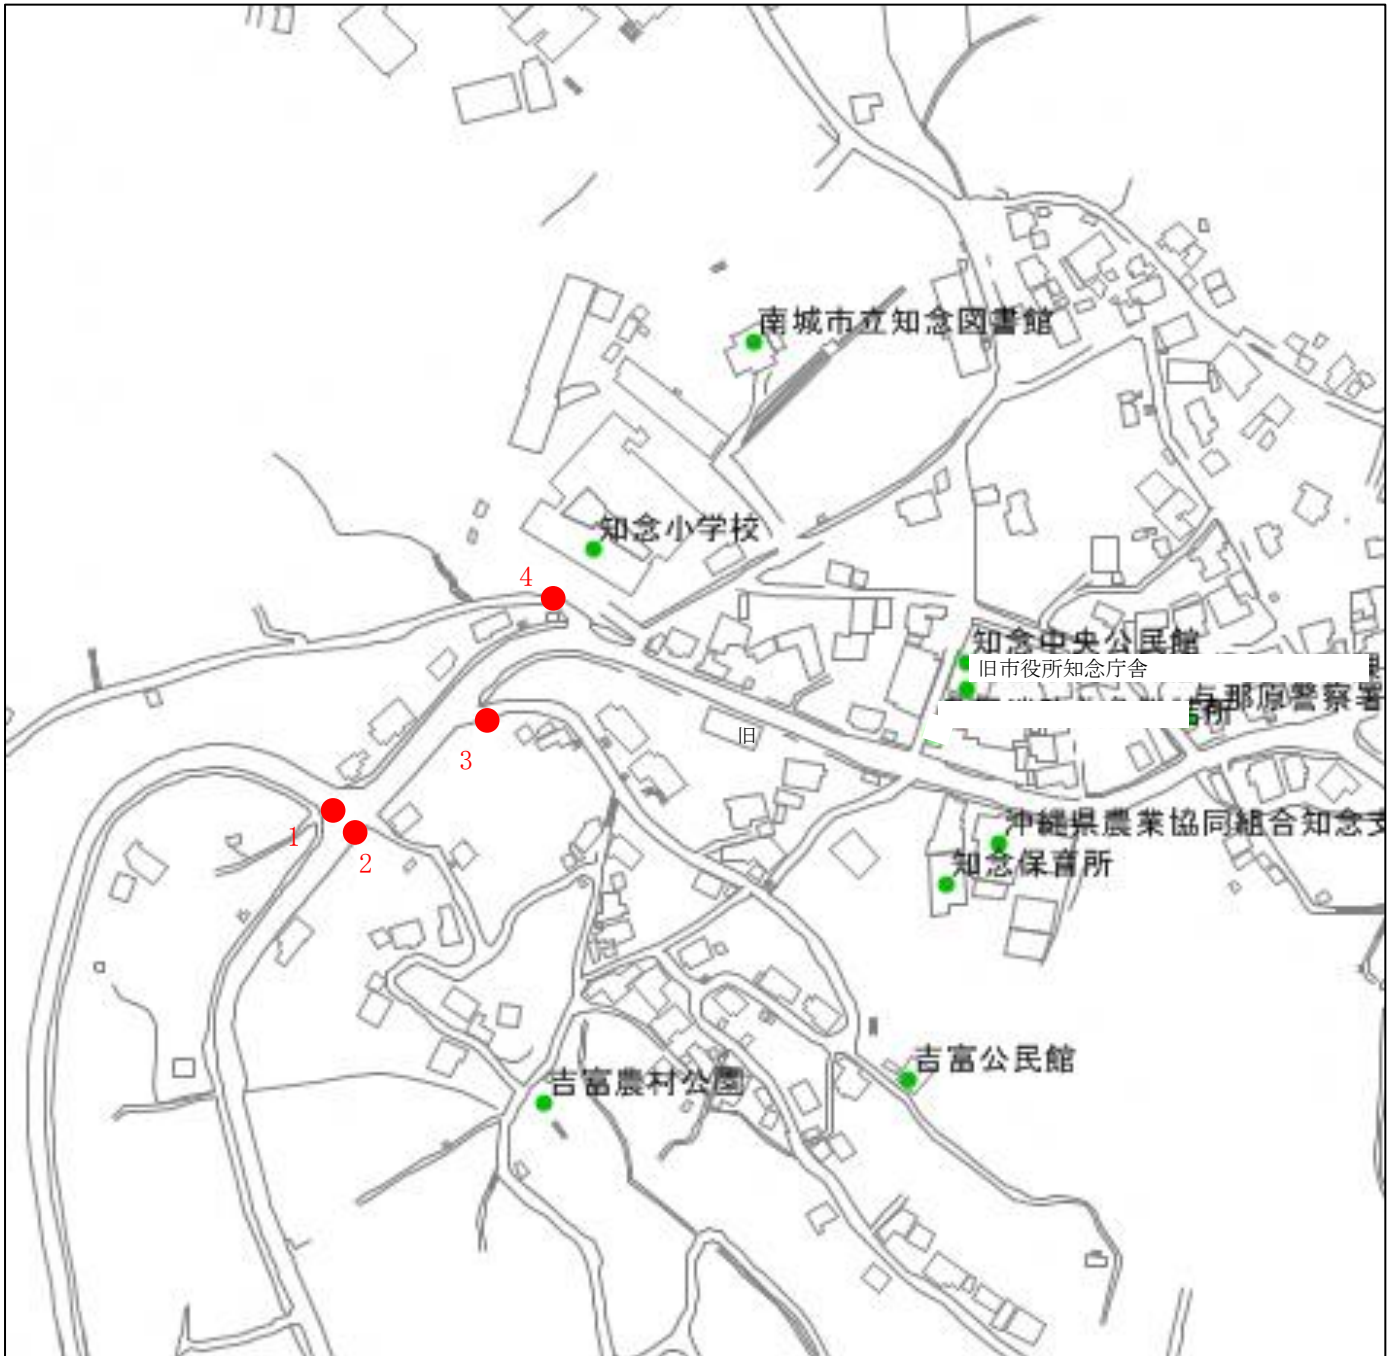 南城市立知念図書館
知念小学校
4
知念中央公民館
旧市役所知念庁舎
与那原警察署
所
3
旧
1
2
沖縄県農業協同組合知念支
知念保育所
吉富公民館
吉富農村公園